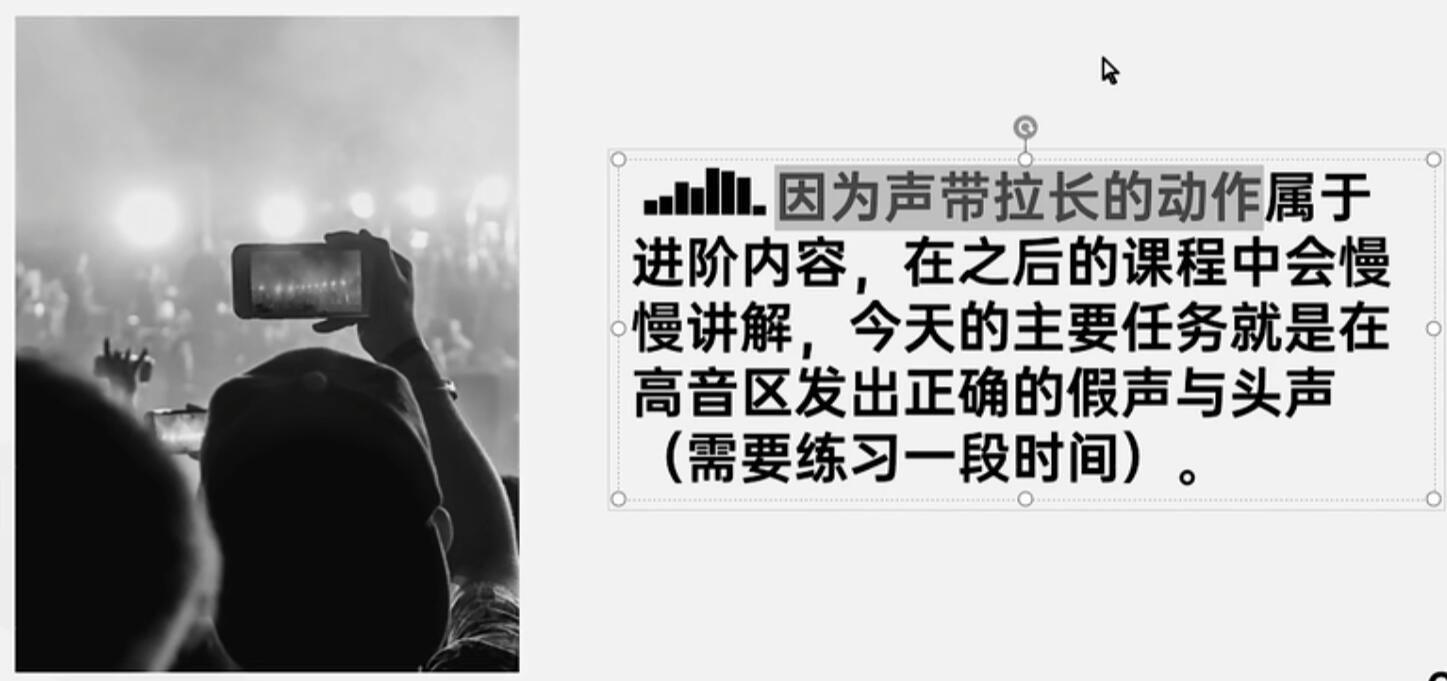 因为声带拉长的动作属于
进阶内容，在之后的课程中会慢
慢讲解，今天的主要任务就是在
高音区发出正确的假声与头声
（需要练习一段时间）。